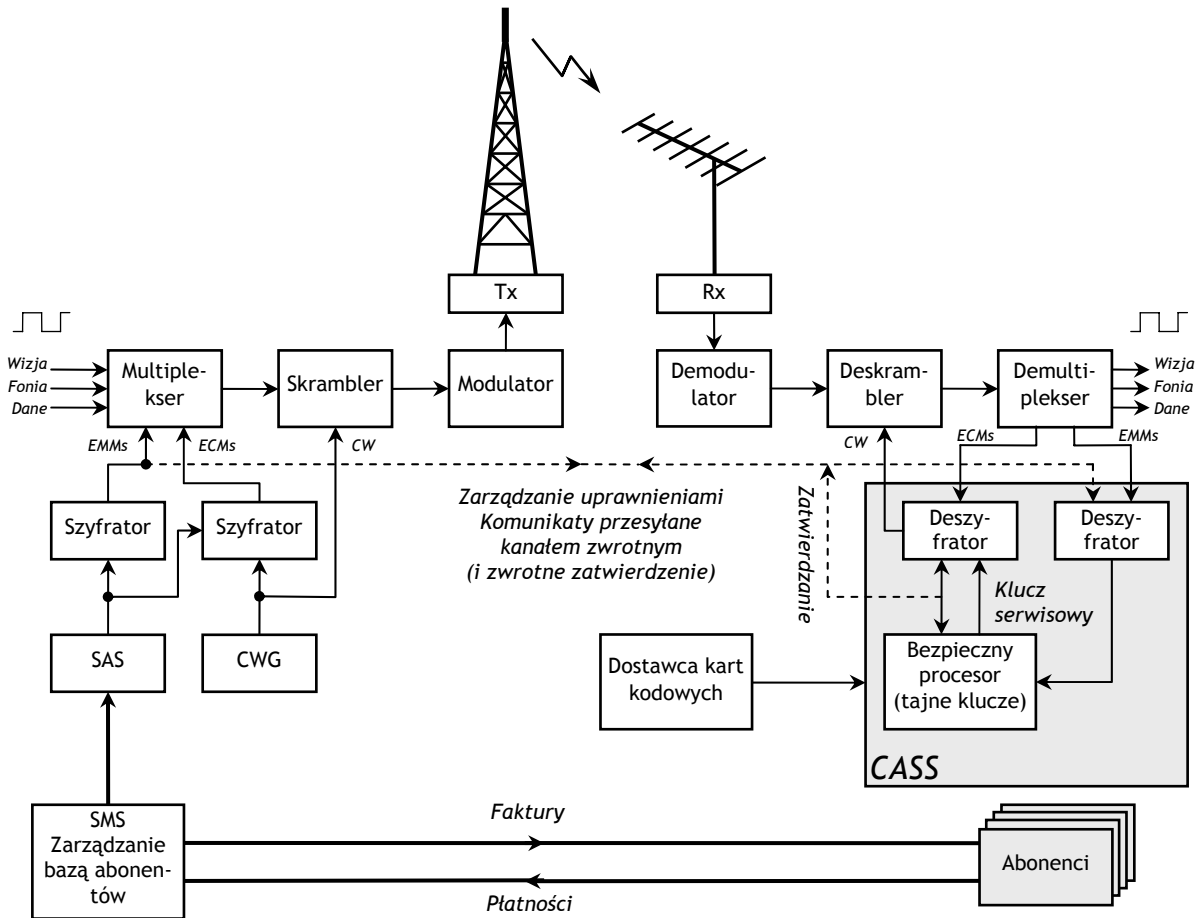 Tx
Rx
Wizja
Fonia
Dane
Multiple-
kser
Skrambler
Modulator
Demodu-
lator
Deskram-
bler
Demulti-
plekser
Wizja
Fonia
Dane
EMMs
ECMs
CW
CW
ECMs
EMMs
Szyfrator
Szyfrator
Zarządzanie uprawnieniami
Komunikaty przesyłane
kanałem zwrotnym
(i zwrotne zatwierdzenie)
Zatwierdzanie
Deszy-
frator
Deszy-
frator
Klucz
serwisowy
SAS
CWG
Dostawca kart
kodowych
Bezpieczny
procesor
(tajne klucze)
CASS
SMS
Zarządzanie
bazą abonen-
tów
Faktury
Płatności
Abonenci